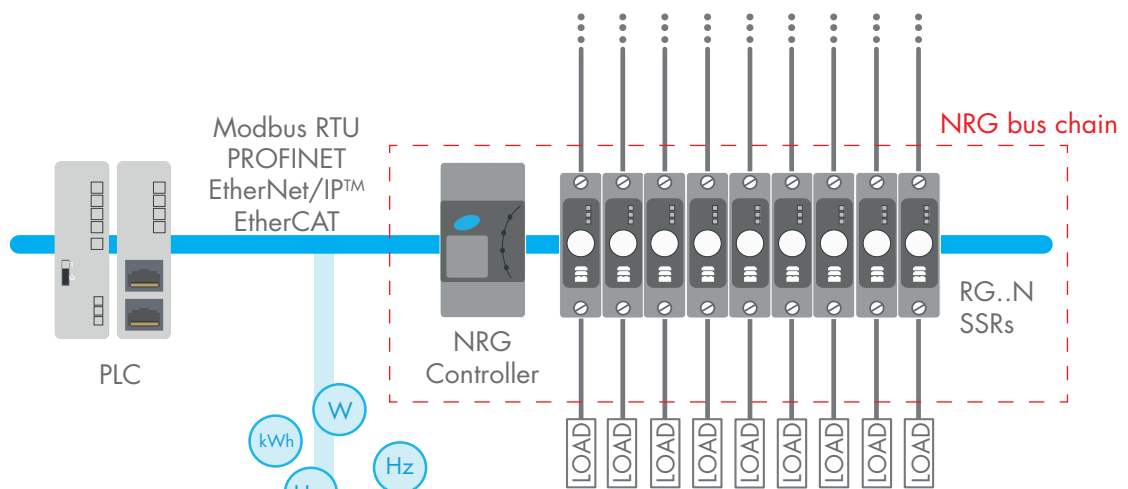 NRG bus chain
Modbus RTU
PROFINET
EtherNet/IP™
EtherCAT
RG..N
SSRs
NRG
Controller
PLC
W
kWh
Hz
LOAD
LOAD
LOAD
LOAD
LOAD
LOAD
LOAD
LOAD
LOAD